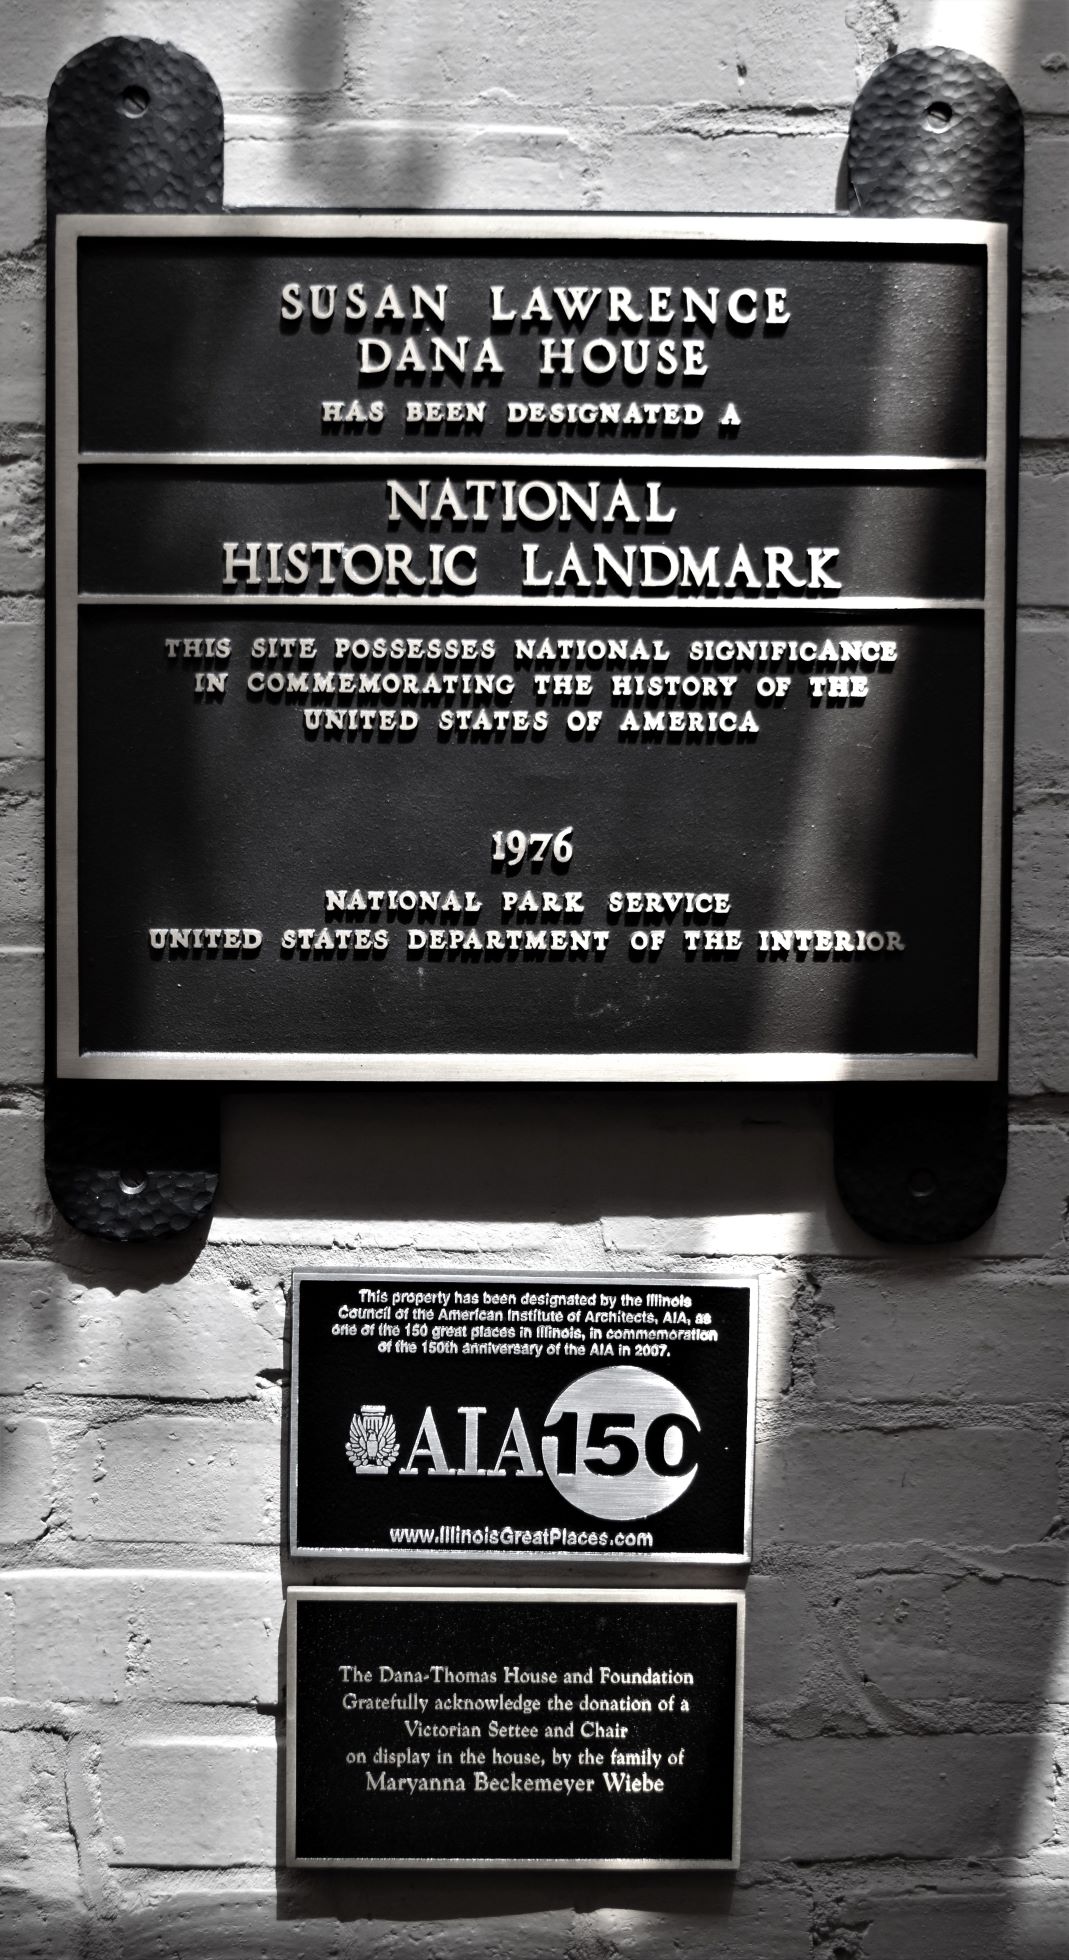 SUSAN LAWRENCE
DANA HOUSE
HAS BEEN DESIGNATED A
NATIONAL
HISTORIC LANDMARK
THIS SITE POSSESSES NATIONAL SIGNIFICANCE
IN COMMEMORATING THE HISTORY OF THE
UNITED STATES OF AMERICA
1976
NATIONAL PARK SERVICE
UNITED STATES DEPARTMENT OF THE INTERIOR
This property has been designated by the Illinois
Council of the American Institute of Architects, AIA, as
one of the 150 great places in Illinois, in commemoration
of the 150th anniversary of the AIA in 2007.
AIA150
www.IllinoisGreatPlaces.com
The Dana-Thomas House and Foundation
Gratefully acknowledge the donation of a
Victorian Settee and Chair
on display in the house, by the family of
Maryanna Beckemeyer Wiebe